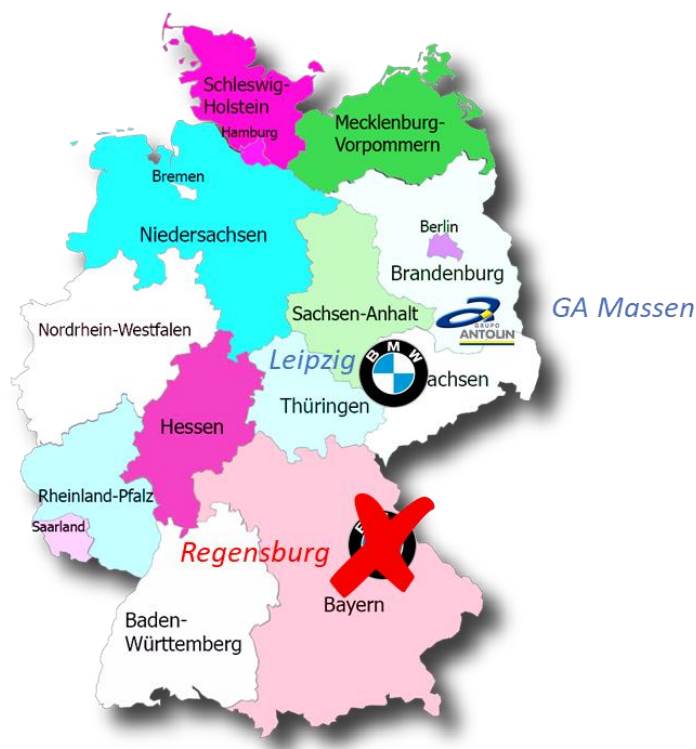 Schleswig-
Holstein
Hamburg
Mecklenburg-
Vorpommern
Bremen
Niedersachsen
Berlin
Brandenburg
Sachsen-Anhalt
GRUPO
ANTOLIN
GA Massen
Nordrhein-Westfalen
Leipzig
BMW
achsen
Thüringen
Hessen
Rheinland-Pfalz
Saarland
Regensburg
Bayern
Baden-
Württemberg